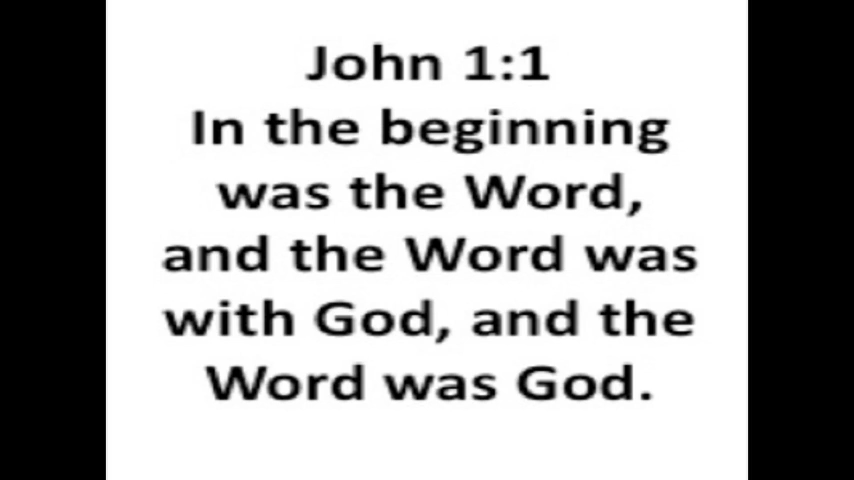 John 1:1
In the beginning
was the Word,
and the Word was
with God, and the
Word was God.